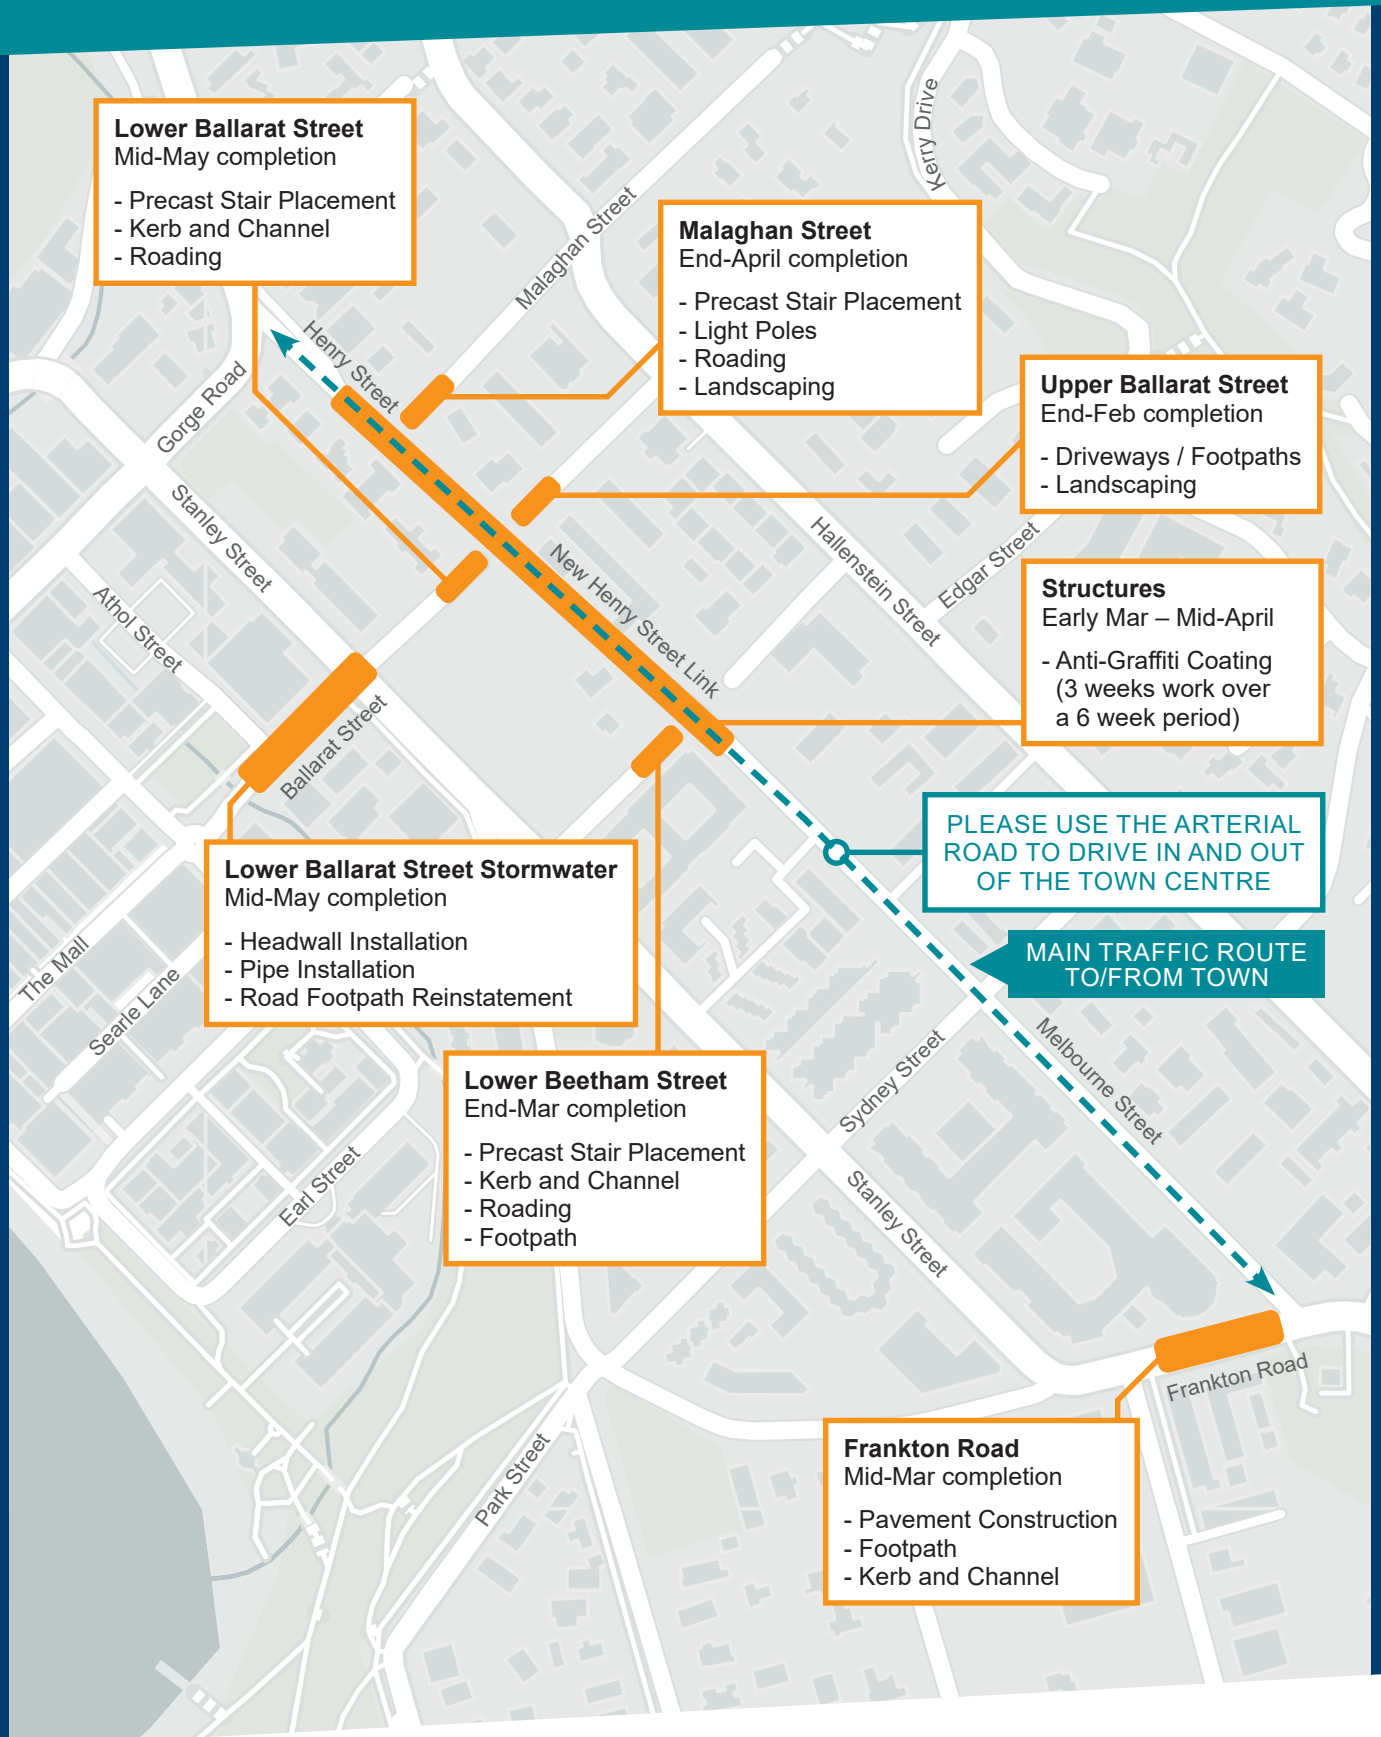 Lower Ballarat Street
Mid-May completion
- Precast Stair Placement
- Kerb and Channel
- Roading
Malaghan Street
End-April completion
- Precast Stair Placement
- Light Poles
- Roading
- Landscaping
Upper Ballarat Street
End-Feb completion
- Driveways / Footpaths
- Landscaping
Structures
Early Mar – Mid-April
- Anti-Graffiti Coating
(3 weeks work over
a 6 week period)
PLEASE USE THE ARTERIAL
ROAD TO DRIVE IN AND OUT
OF THE TOWN CENTRE
MAIN TRAFFIC ROUTE
TO/FROM TOWN
Lower Ballarat Street Stormwater
Mid-May completion
- Headwall Installation
- Pipe Installation
- Road Footpath Reinstatement
Lower Beetham Street
End-Mar completion
- Precast Stair Placement
- Kerb and Channel
- Roading
- Footpath
Frankton Road
Mid-Mar completion
- Pavement Construction
- Footpath
- Kerb and Channel
Kerry Drive
Malaghan Street
Henry Street
Gorge Road
Stanley Street
Athol Street
New Henry Street Link
Hallenstein Street
Edgar Street
Ballarat Street
The Mall
Searle Lane
Earl Street
Sydney Street
Melbourne Street
Stanley Street
Park Street
Frankton Road